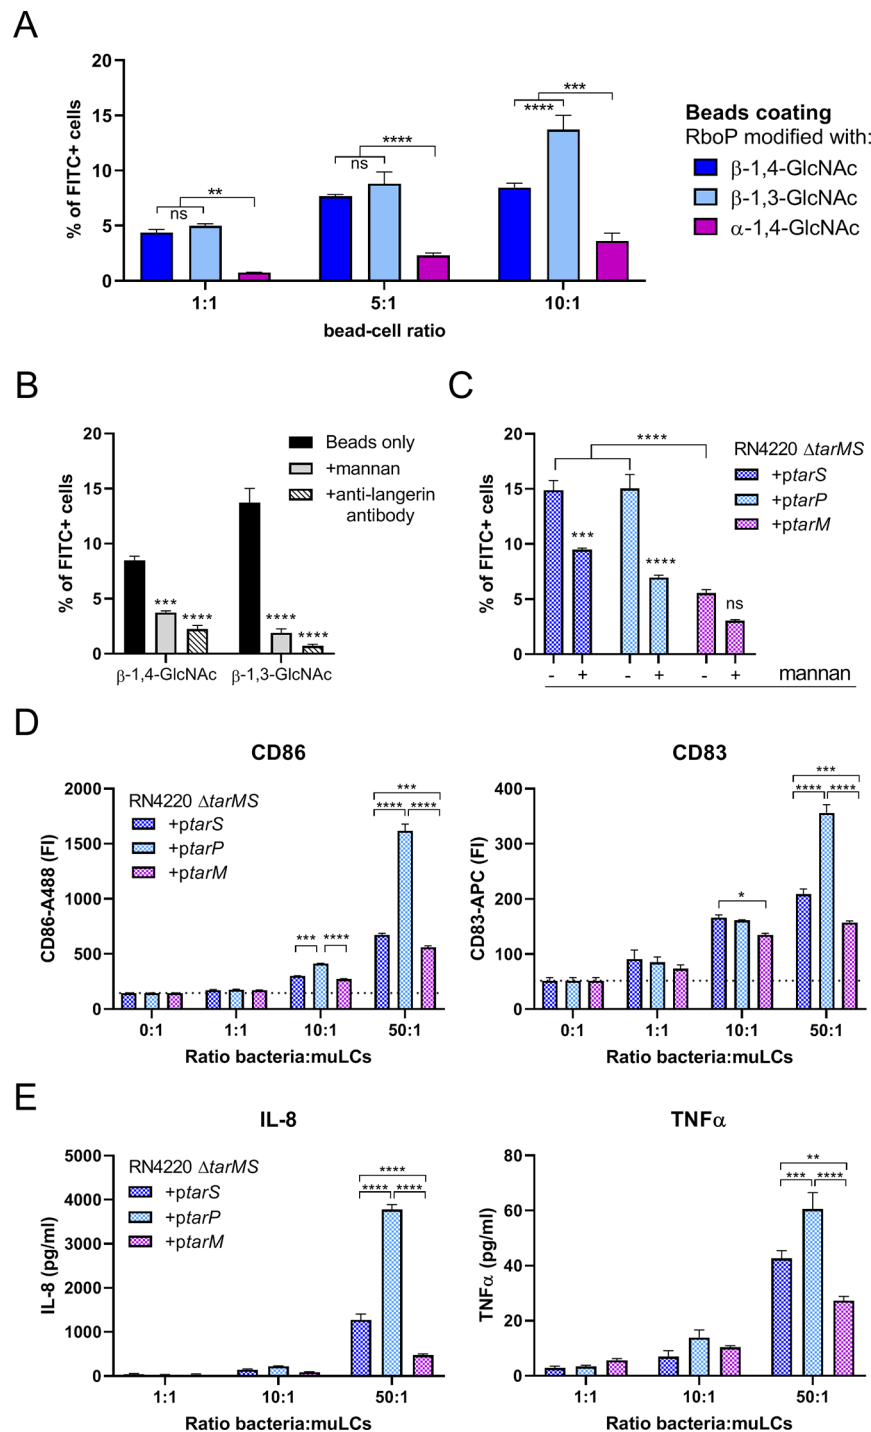 A
% of FITC+ cells
20
15
10
5
0
**
ns
****
ns
***
****
1:1
5:1
10:1
bead-cell ratio
Beads coating
RboP modified with:
β-1,4-GlcNAc
β-1,3-GlcNAc
α-1,4-GlcNAc
B
% of FITC+ cells
20
15
10
5
0
***
****
****
****
β-1,4-GlcNAc
β-1,3-GlcNAc
Beads only
+mannan
+anti-langerin
antibody
C
% of FITC+ cells
20
15
10
5
0
****
***
****
ns
- + - + - + mannan
RN4220 ΔtarMS
+ptarS
+ptarP
+ptarM
D
CD86
CD86-A488 (FI)
2000
1500
1000
500
0
RN4220 ΔtarMS
+ptarS
+ptarP
+ptarM
*** ****
***
**** ****
0:1 1:1 10:1 50:1
Ratio bacteria:muLCs
CD83
CD83-APC (FI)
400
300
200
100
0
*
***
**** ****
0:1 1:1 10:1 50:1
Ratio bacteria:muLCs
E
IL-8
IL-8 (pg/ml)
5000
4000
3000
2000
1000
0
RN4220 ΔtarMS
+ptarS
+ptarP
+ptarM
****
**** ****
1:1 10:1 50:1
Ratio bacteria:muLCs
TNFα
TNFα (pg/ml)
80
60
40
20
0
**
*** ****
1:1 10:1 50:1
Ratio bacteria:muLCs